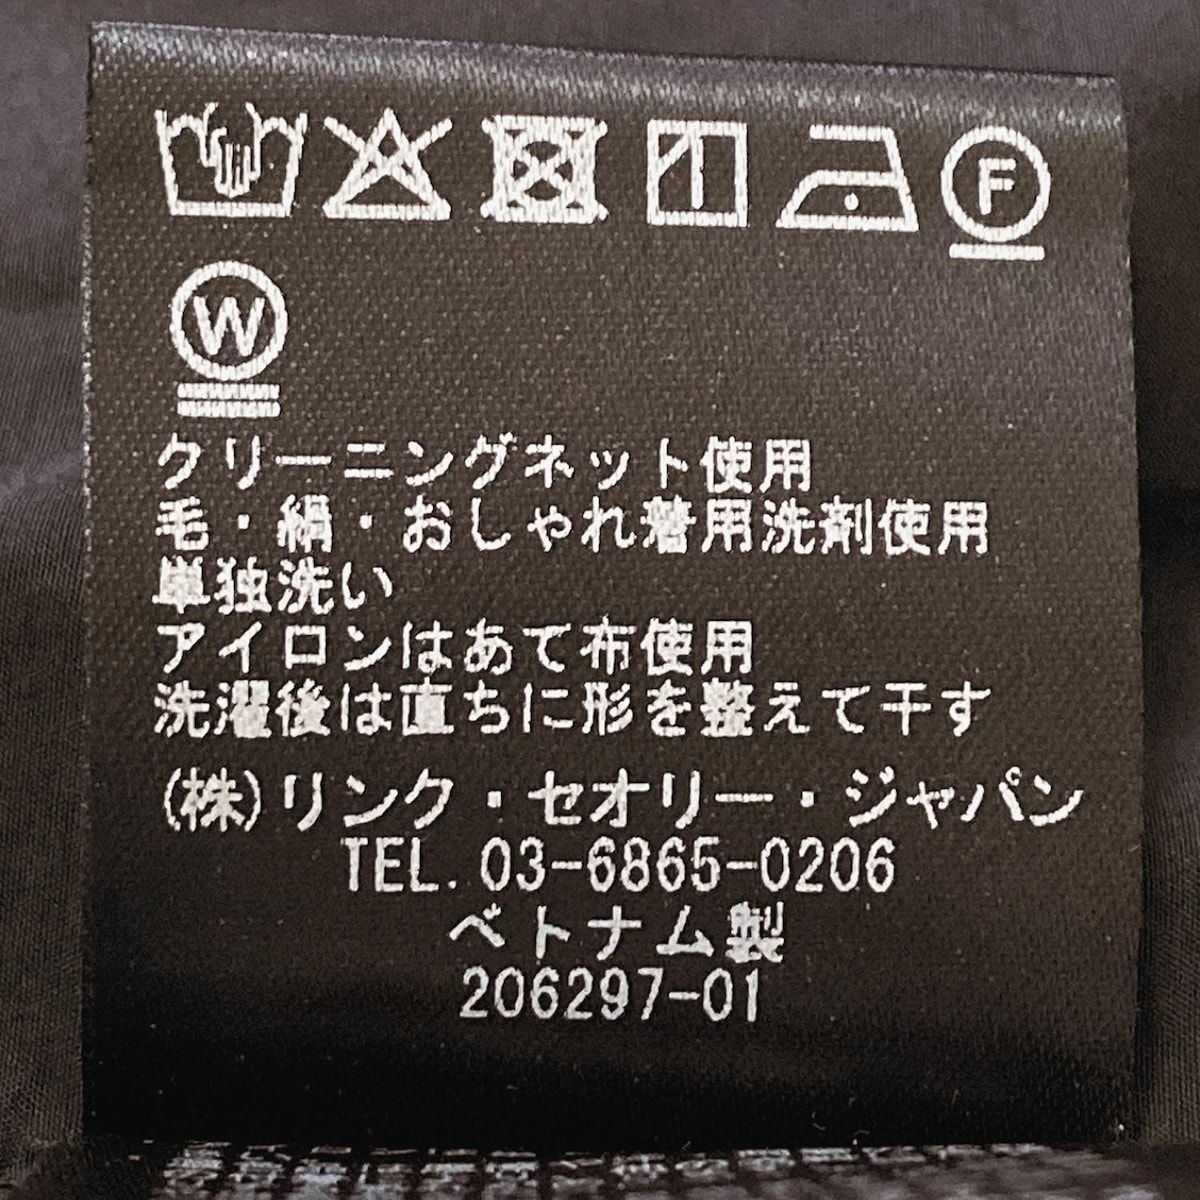 F
W
クリーニングネット使用
毛・絹・おしゃれ着用洗剤使用
単独洗い
アイロンはあて布使用
洗濯後は直ちに形を整えて干す
(株)リンク・セオリー・ジャパン
TEL. 03-6865-0206
ベトナム製
206297-01